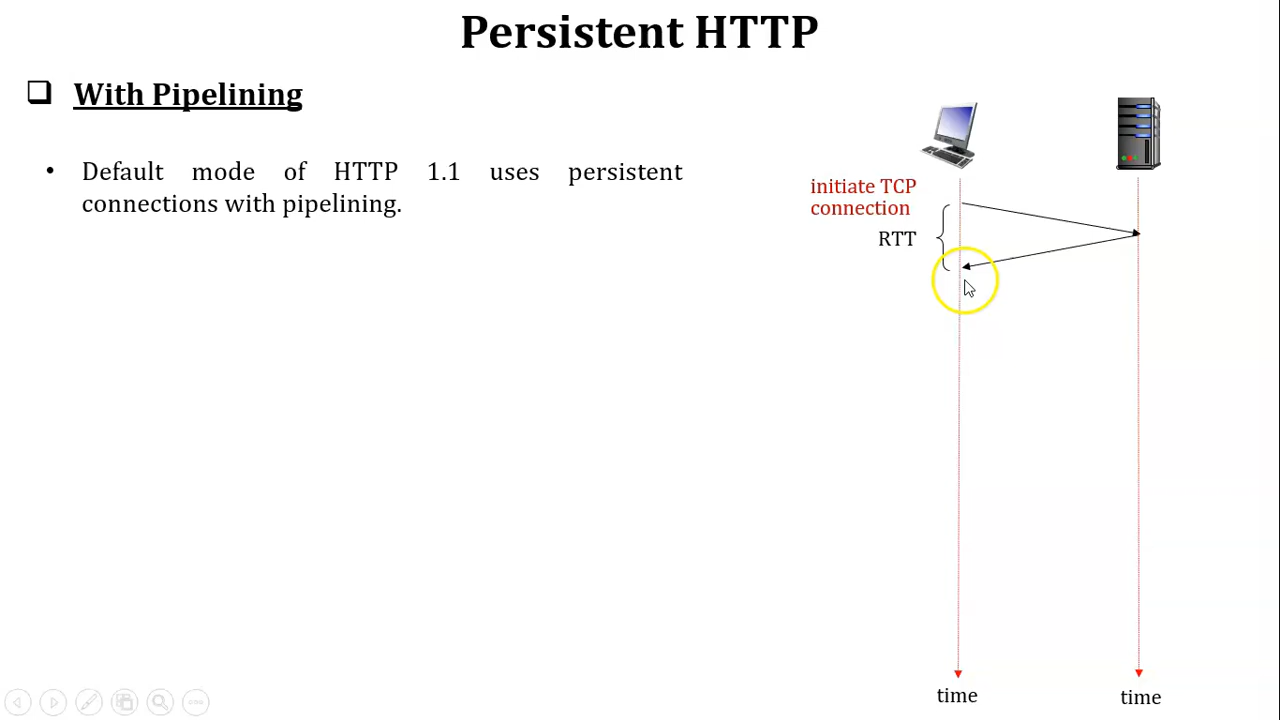 Persistent HTTP
With Pipelining
• Default mode of HTTP 1.1 uses persistent
connections with pipelining.
initiate TCP
connection
RTT
time
time